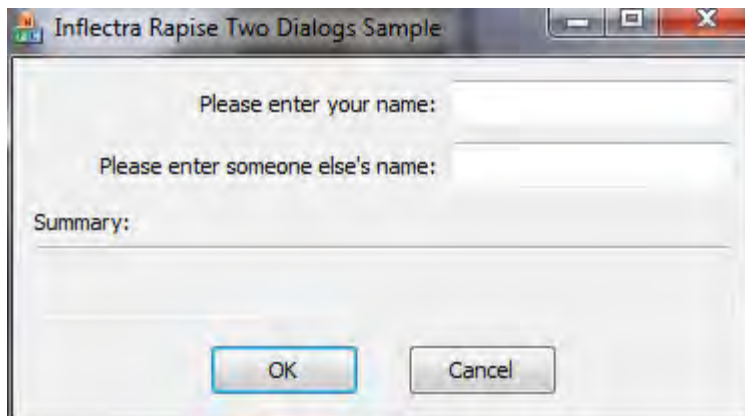 Inflectra Rapise Two Dialogs Sample
Please enter your name:
Please enter someone else's name:
Summary:
OK
Cancel